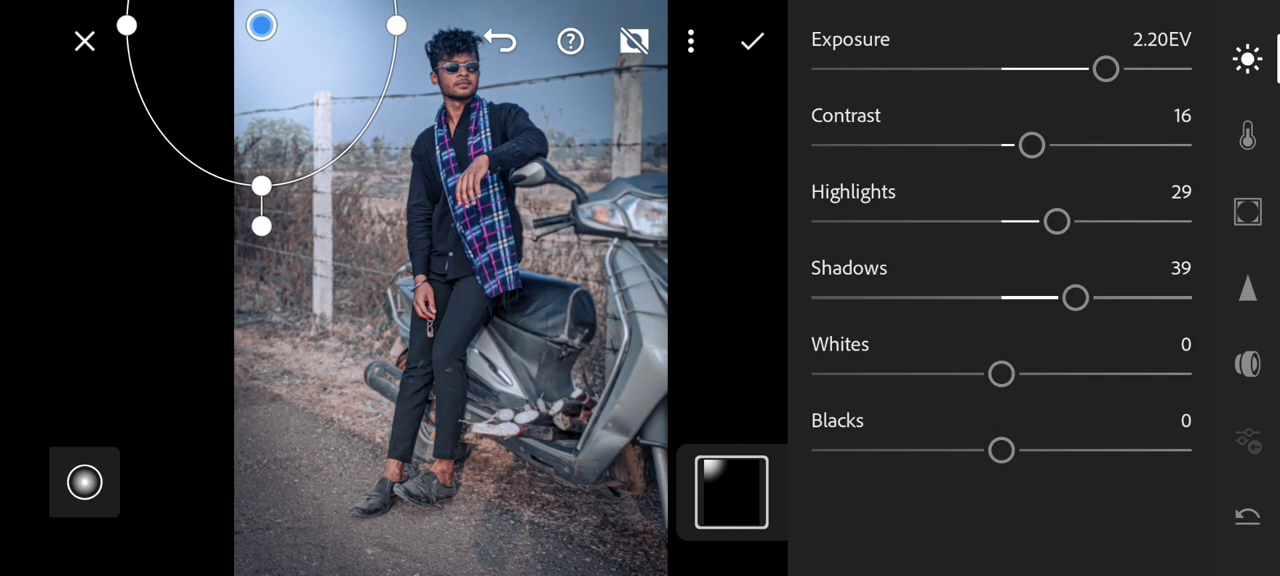 Exposure 2.20EV
Contrast 16
Highlights 29
Shadows 39
Whites 0
Blacks 0